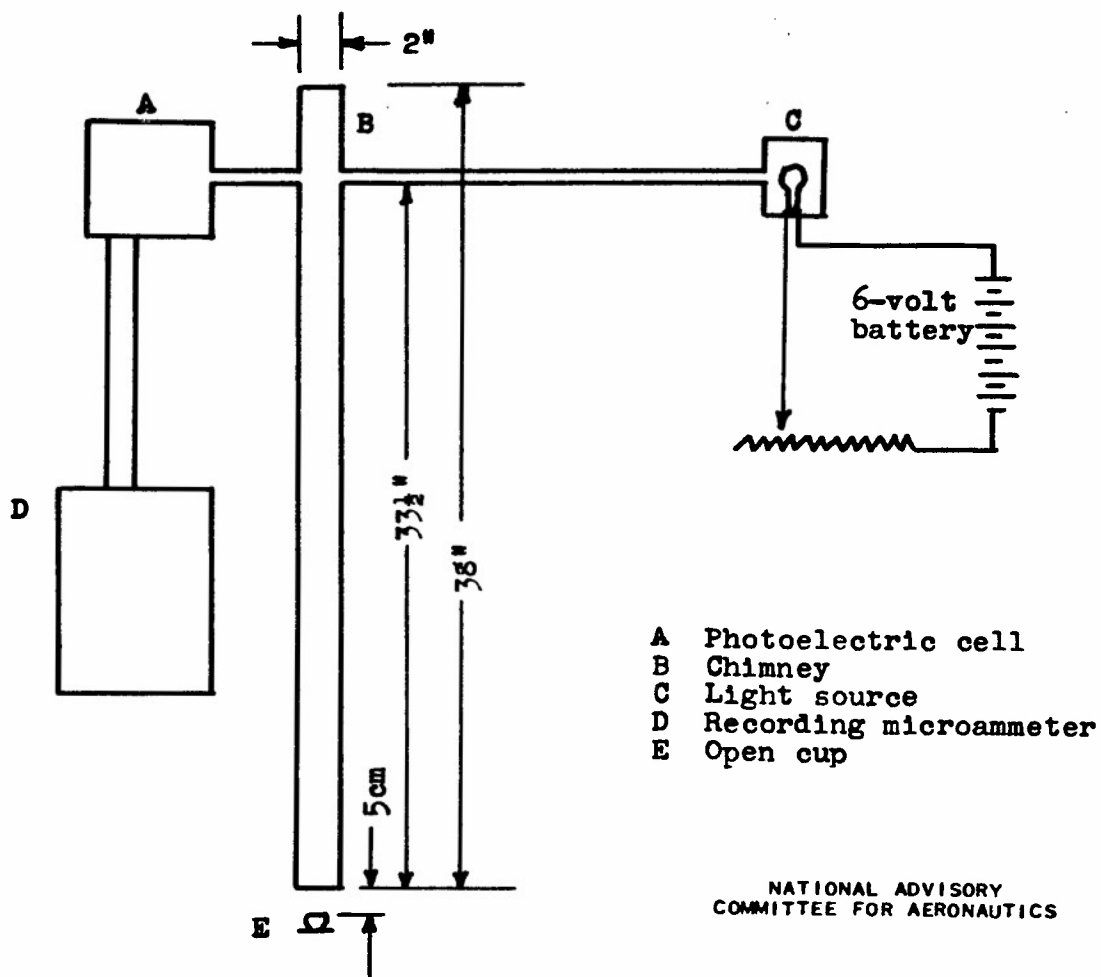 2"
A
B
C
6-volt
battery
D
33½"
38"
A Photoelectric cell
B Chimney
C Light source
D Recording microammeter
E Open cup
5cm
NATIONAL ADVISORY
COMMITTEE FOR AERONAUTICS
E